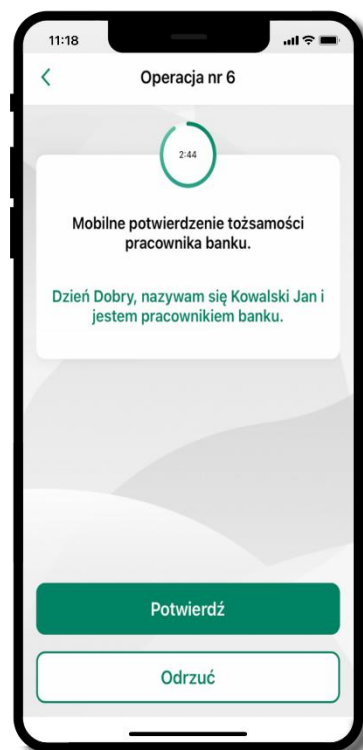 11:18
Operacja nr 6
2:44
Mobilne potwierdzenie tożsamości
pracownika banku.
Dzień Dobry, nazywam się Kowalski Jan i
jestem pracownikiem banku.
Potwierdź
Odrzuć